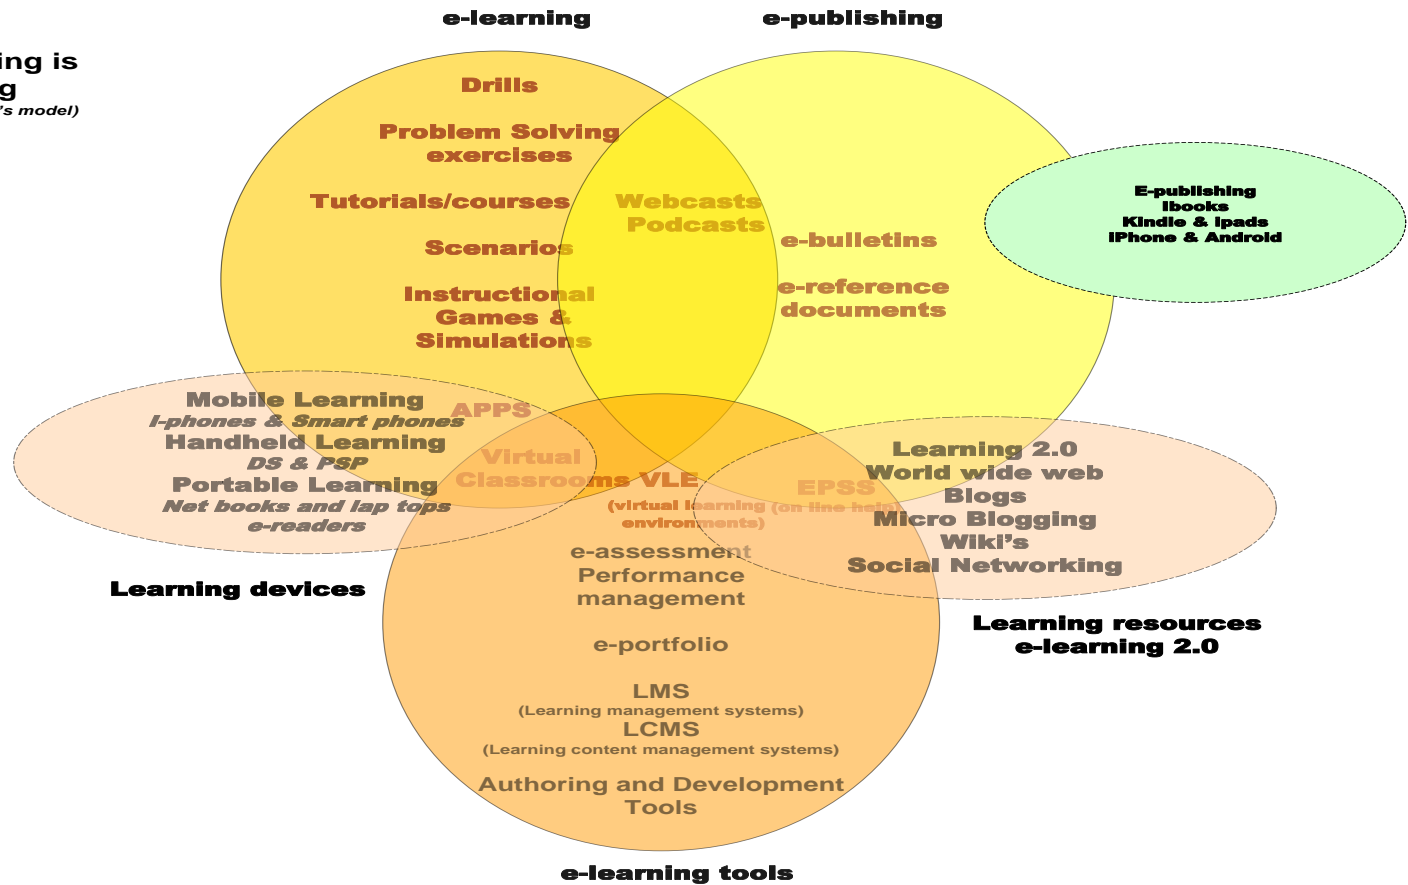 e-learning
e-publishing
ing is
g
's model)
Drills
Problem Solving
exercises
Tutorials/courses
Scenarios
Instructional
Games &
Simulations
Webcasts
Podcasts
e-bulletins
e-reference
documents
E-publishing
Ibooks
Kindle & ipads
IPhone & Android
Mobile Learning
I-phones & Smart phones
Handheld Learning
DS & PSP
Portable Learning
Net books and lap tops
e-readers
Learning devices
APPS
Virtual
Classrooms
VLE
(virtual learning
environments)
EPSS
(on line help)
Learning 2.0
World wide web
Blogs
Micro Blogging
Wiki's
Social Networking
Learning resources
e-learning 2.0
e-assessment
Performance
management
e-portfolio
LMS
(Learning management systems)
LCMS
(Learning content management systems)
Authoring and Development
Tools
e-learning tools